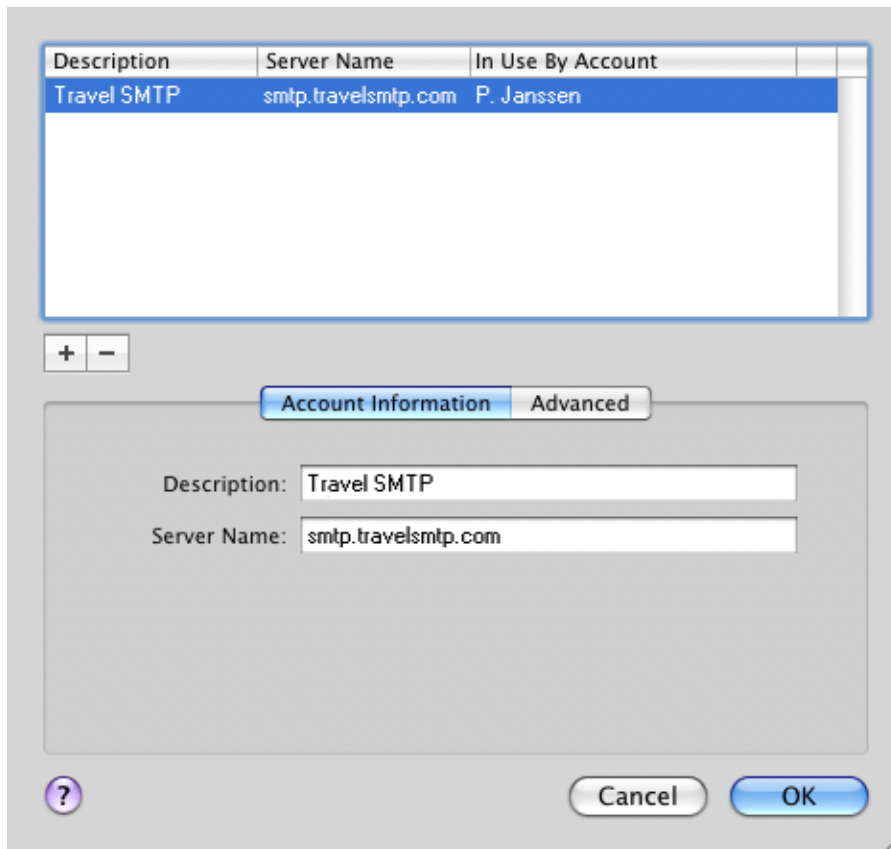 Description Server Name In Use By Account
Travel SMTP smtp.travelsmtp.com P. Janssen
+ −
Account Information Advanced
Description: Travel SMTP
Server Name: smtp.travelsmtp.com
? Cancel OK